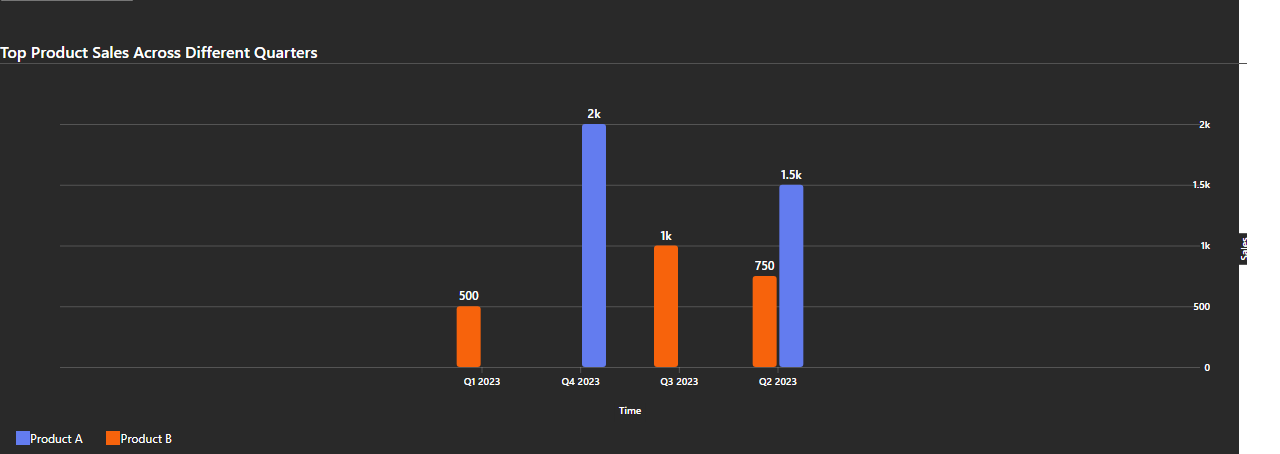 Top Product Sales Across Different Quarters
2k
2k
1.5k
1.5k
1k
1k
Sales
750
500
500
0
Q1 2023
Q4 2023
Q3 2023
Q2 2023
Time
Product A
Product B